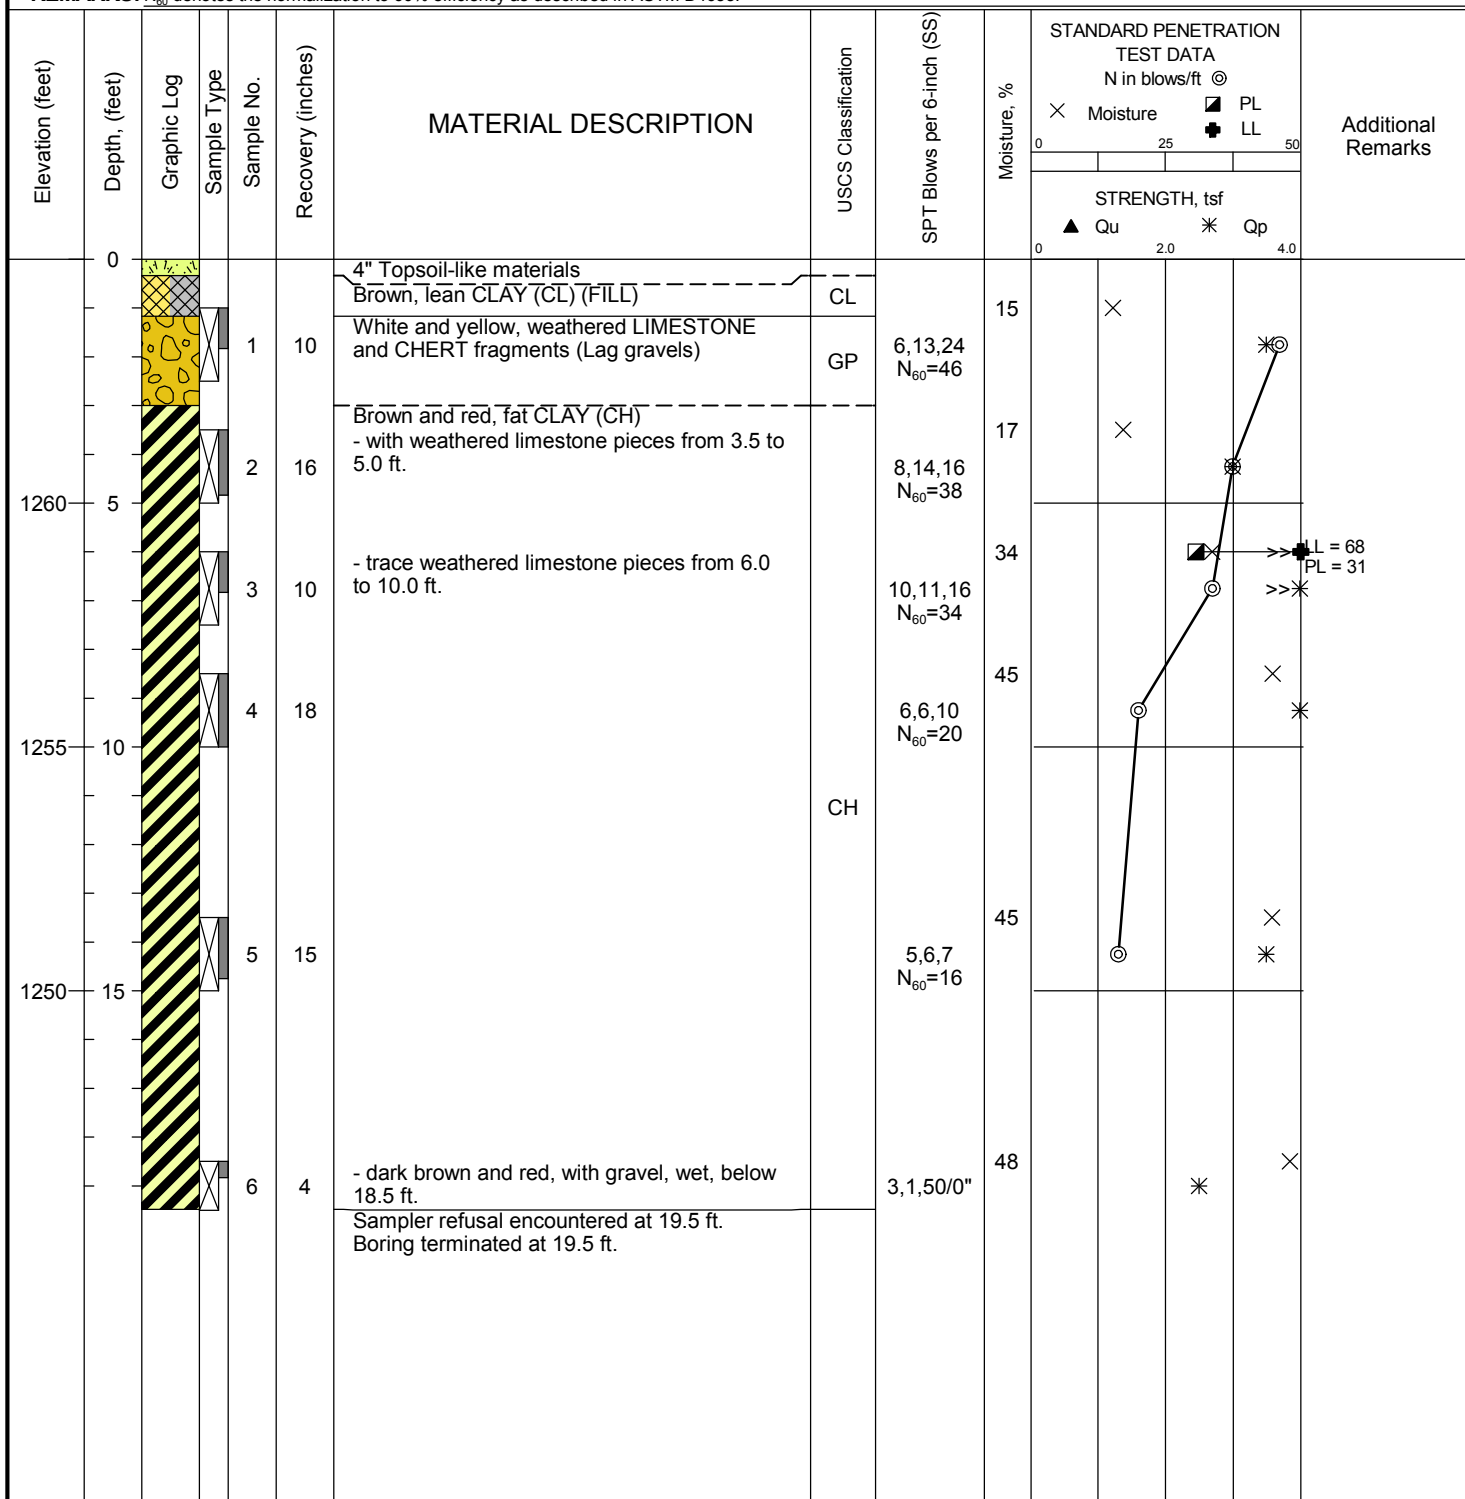 Elevation (feet)
Depth, (feet)
Graphic Log
Sample Type
Sample No.
Recovery (inches)
MATERIAL DESCRIPTION
USCS Classification
SPT Blows per 6-inch (SS)
Moisture, %
STANDARD PENETRATION
TEST DATA
N in blows/ft
Moisture
PL
LL
0 25 50
STRENGTH, tsf
Qu Qp
0 2.0 4.0
Additional
Remarks
0
4" Topsoil-like materials
Brown, lean CLAY (CL) (FILL)
CL
15
White and yellow, weathered LIMESTONE
and CHERT fragments (Lag gravels)
1 10
GP
6,13,24
N60=46
Brown and red, fat CLAY (CH)
- with weathered limestone pieces from 3.5 to
5.0 ft.
17
2 16
8,14,16
N60=38
1260 5
- trace weathered limestone pieces from 6.0
to 10.0 ft.
34
>>
LL = 68
PL = 31
3 10
10,11,16
N60=34
>>
45
4 18
6,6,10
N60=20
1255 10
CH
45
5 15
5,6,7
N60=16
1250 15
- dark brown and red, with gravel, wet, below
18.5 ft.
48
6 4
3,1,50/0"
Sampler refusal encountered at 19.5 ft.
Boring terminated at 19.5 ft.